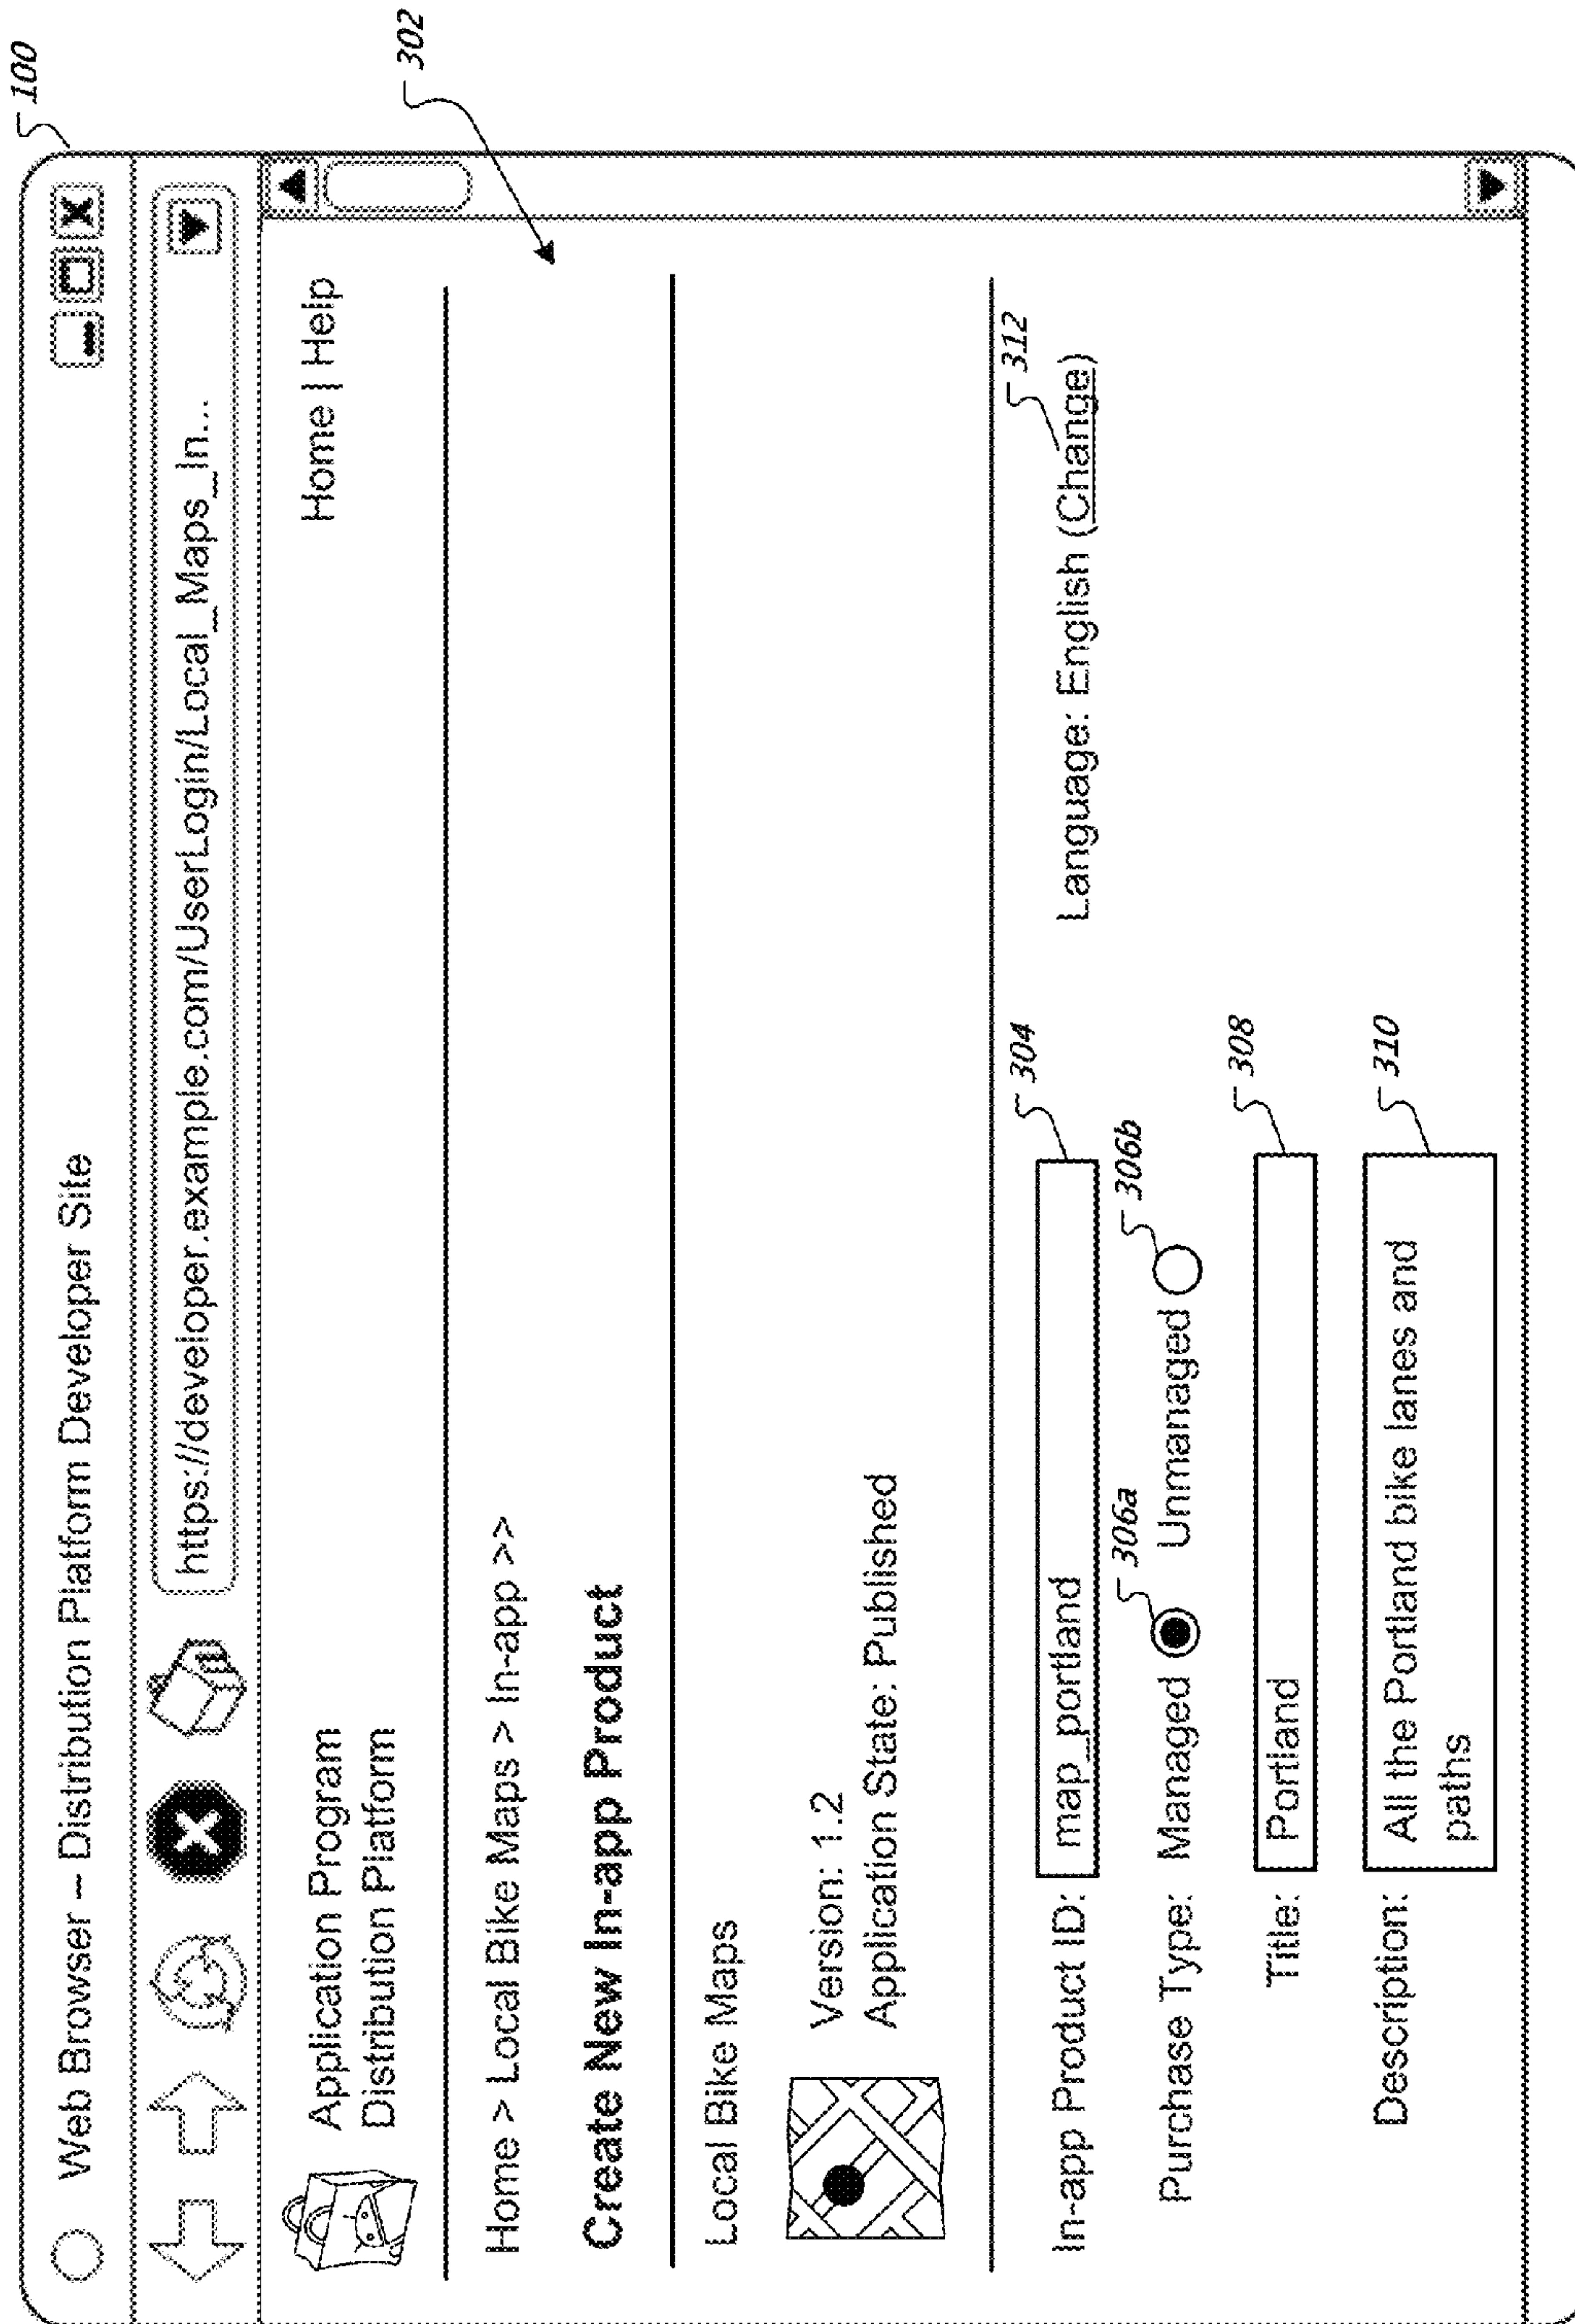 100
Web Browser – Distribution Platform Developer Site
https://developer.example.com/UserLogin/Local_Maps_In...
Application Program
Distribution Platform
Home | Help
302
Home > Local Bike Maps > In-app >>
Create New In-app Product
Local Bike Maps
Version: 1.2
Application State: Published
In-app Product ID: map_portland 304
Language: English (Change) 312
Purchase Type: Managed 306a Unmanaged 306b
Title: Portland 308
Description: All the Portland bike lanes and
paths 310